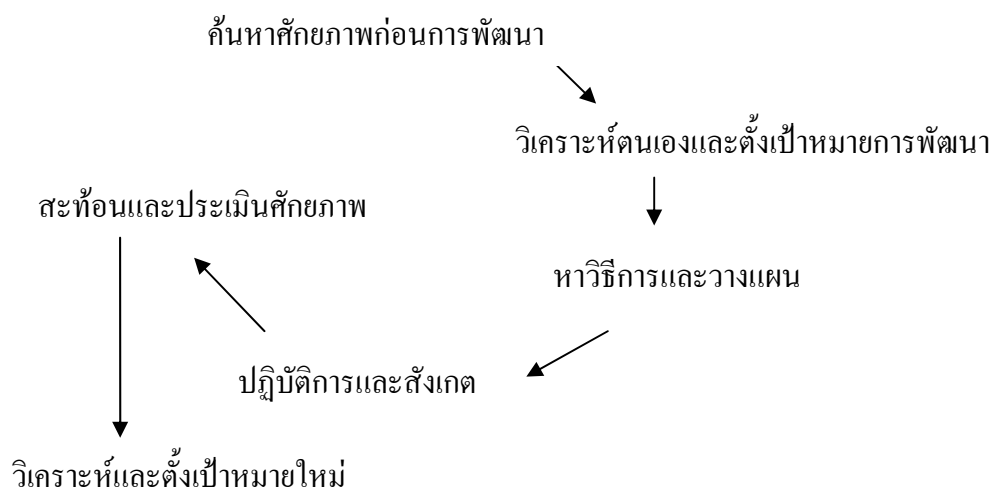 ค้นหาศักยภาพก่อนการพัฒนา
วิเคราะห์ตนเองและตั้งเป้าหมายการพัฒนา
สะท้อนและประเมินศักยภาพ
หาวิธีการและวางแผน
ปฏิบัติการและสังเกต
วิเคราะห์และตั้งเป้าหมายใหม่